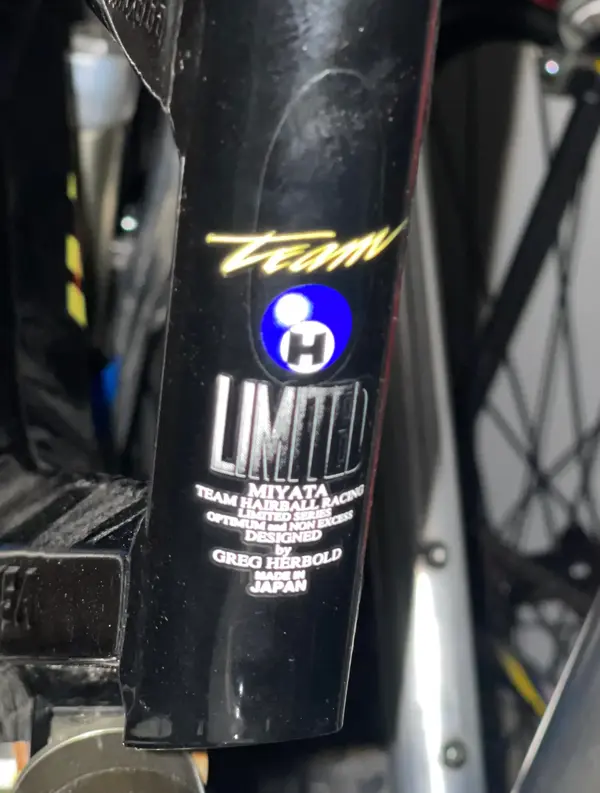 Team
H
LIMITED
MIYATA
TEAM HAIRBALL RACING
LIMITED SERIES
OPTIMUM and NON EXCESS
DESIGNED
by
GREG HERBOLD
MADE IN
JAPAN